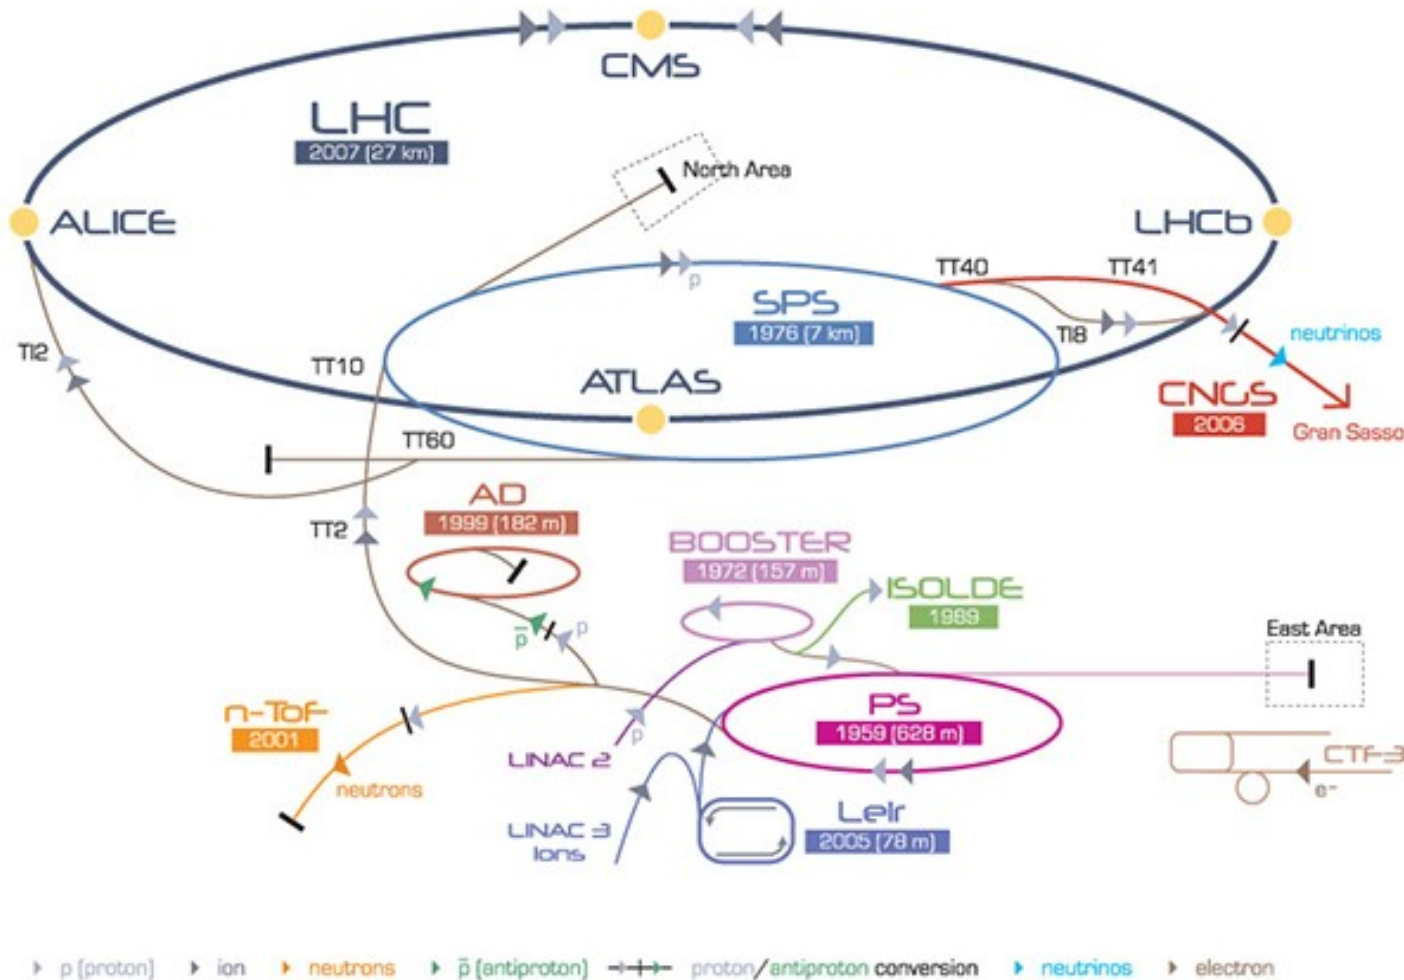 CMS
LHC
2007 (27 km)
North Area
ALICE
LHCb
TT40
TT41
p
SPS
1976 (7 km)
TI8
neutrinos
TI2
TT10
ATLAS
CNGS
2006
Gran Sasso
TT60
AD
1999 (182 m)
TT2
BOOSTER
1972 (157 m)
ISOLDE
1989
p̄
p
East Area
n-ToF
2001
PS
1959 (628 m)
LINAC 2
p
neutrons
CTF-3
e-
LINAC 3
Ions
LeIr
2005 (78 m)
p (proton) ion neutrons p̄ (antiproton) proton/antiproton conversion neutrinos electron